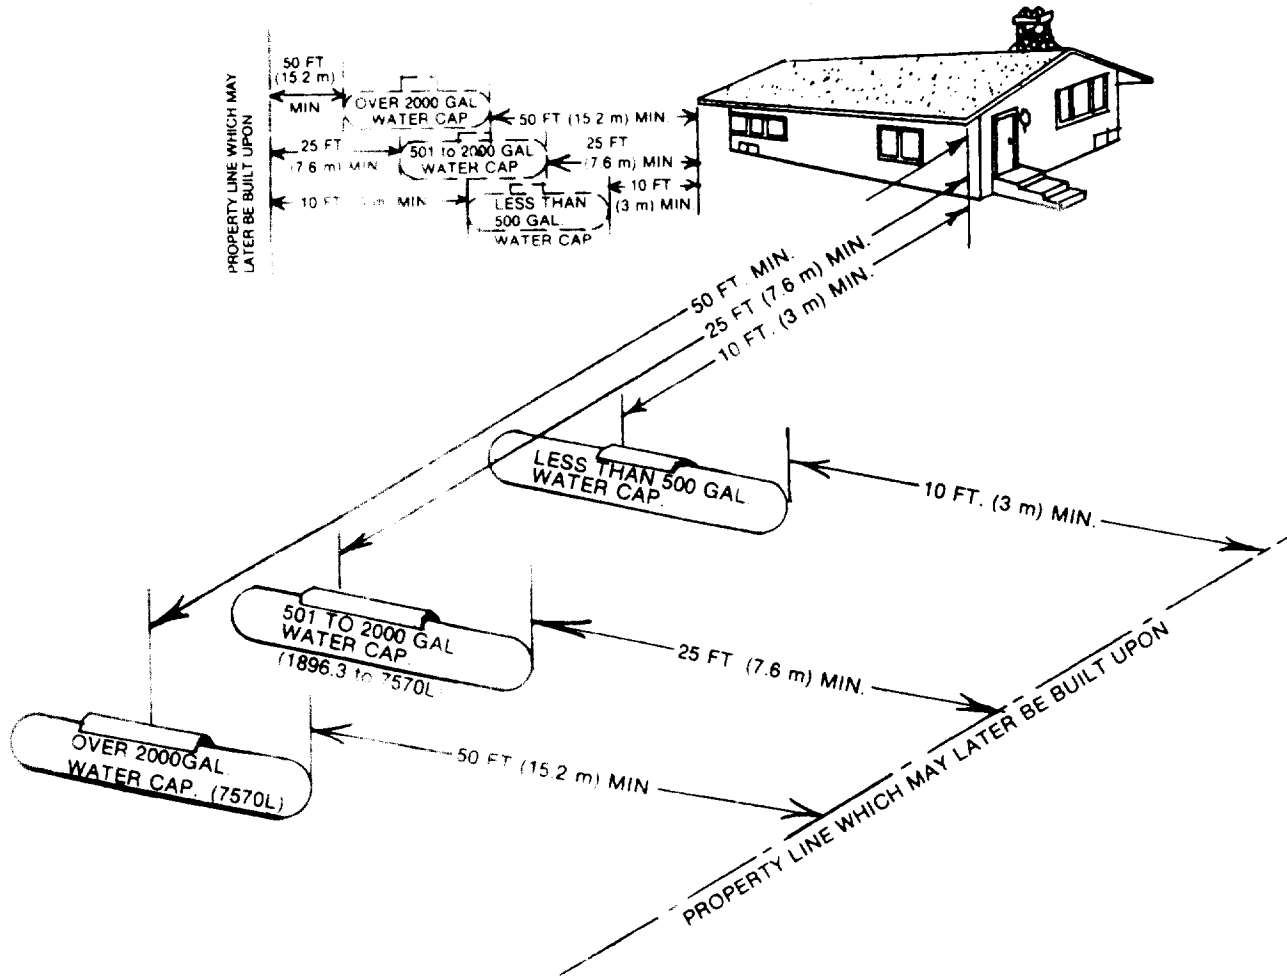 PROPERTY LINE WHICH MAY
LATER BE BUILT UPON
50 FT
(15.2 m)
MIN
OVER 2000 GAL
WATER CAP
50 FT (15.2 m) MIN.
25 FT
(7.6 m) MIN
501 to 2000 GAL
WATER CAP
25 FT
(7.6 m) MIN
10 FT
MIN.
LESS THAN
500 GAL.
WATER CAP
10 FT
(3 m) MIN
50 FT. MIN.
25 FT (7.6 m) MIN.
10 FT. (3 m) MIN.
LESS THAN 500 GAL.
WATER CAP.
10 FT. (3 m) MIN.
501 TO 2000 GAL
WATER CAP.
(1896.3 to 7570L)
25 FT (7.6 m) MIN.
OVER 2000GAL.
WATER CAP. (7570L)
50 FT (15.2 m) MIN
PROPERTY LINE WHICH MAY LATER BE BUILT UPON